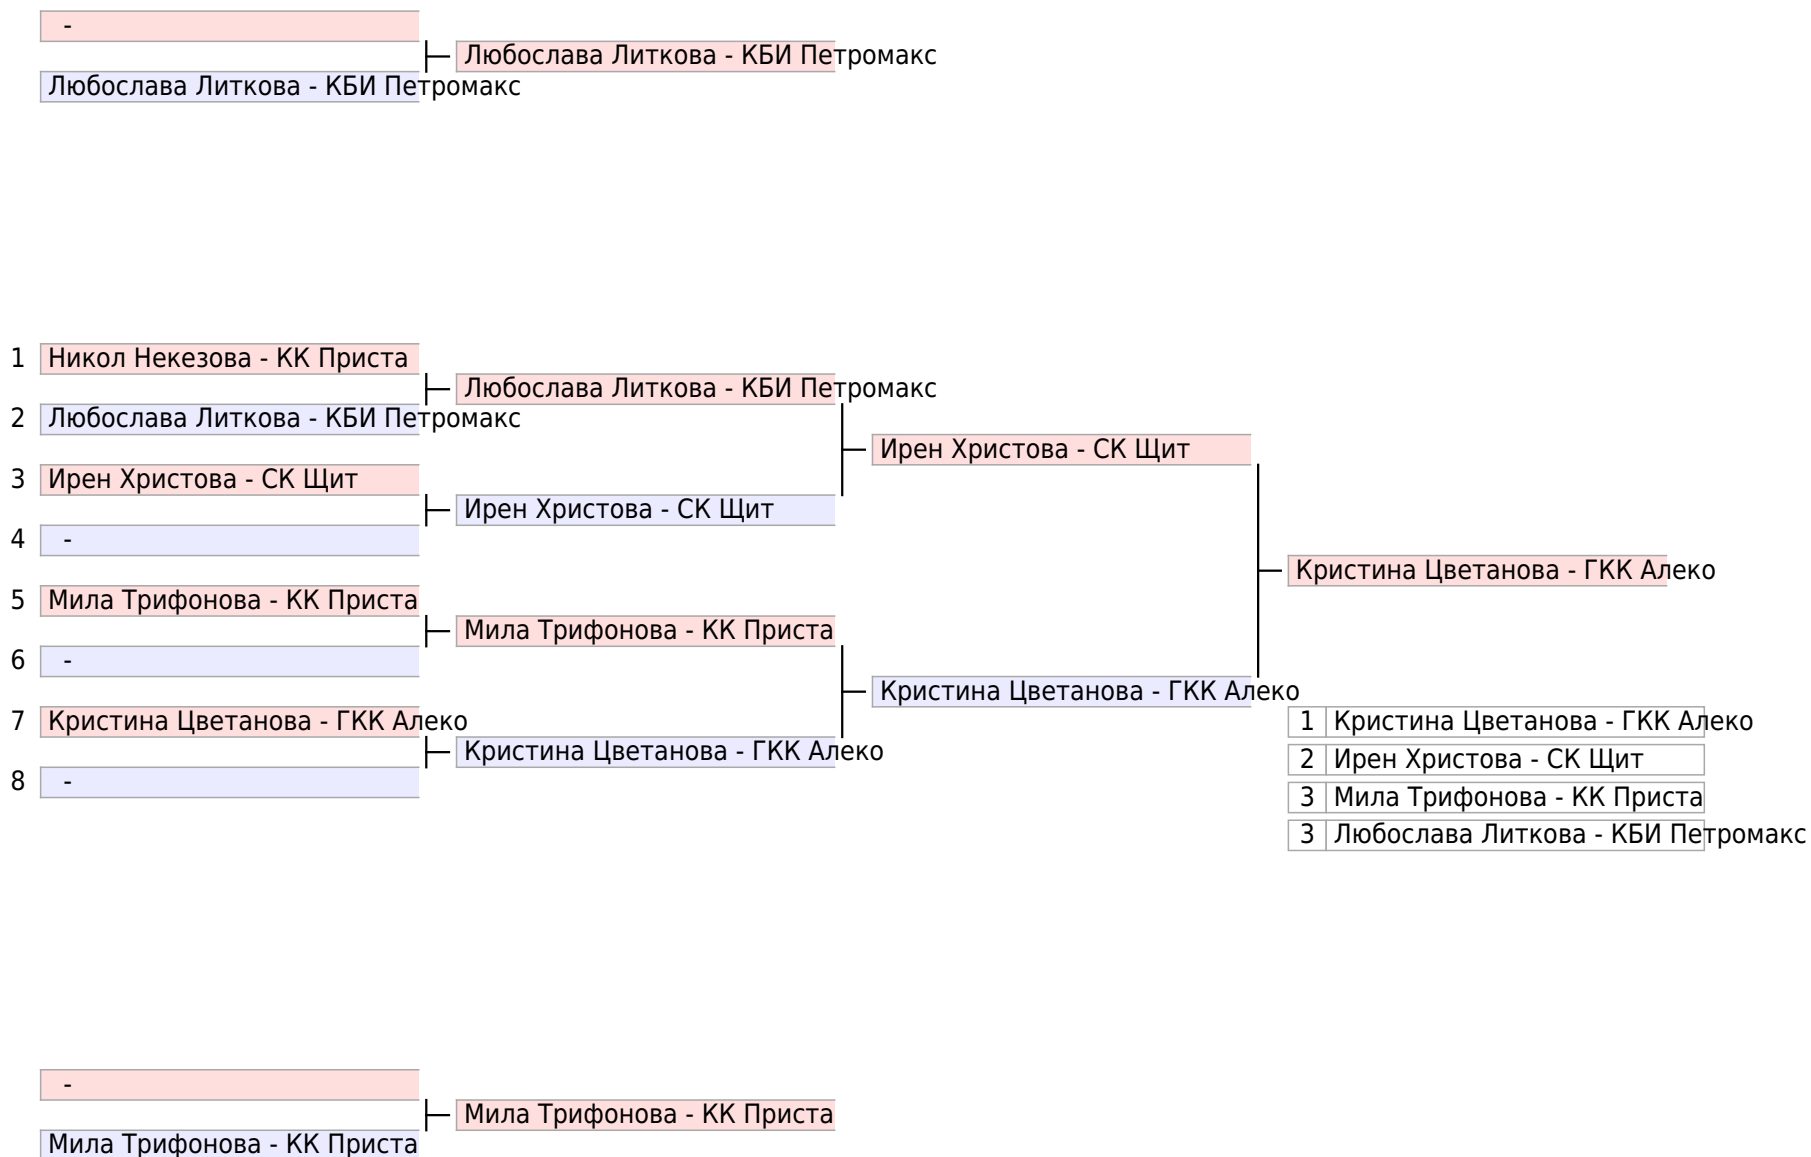 -
Любослава Литкова - КБИ Петромакс
Любослава Литкова - КБИ Петромакс
1 Никол Некезова - КК Приста
Любослава Литкова - КБИ Петромакс
2 Любослава Литкова - КБИ Петромакс
Ирен Христова - СК Щит
3 Ирен Христова - СК Щит
Ирен Христова - СК Щит
4 -
Кристина Цветанова - ГКК Алеко
5 Мила Трифонова - КК Приста
Мила Трифонова - КК Приста
6 -
Кристина Цветанова - ГКК Алеко
7 Кристина Цветанова - ГКК Алеко
1 Кристина Цветанова - ГКК Алеко
Кристина Цветанова - ГКК Алеко
2 Ирен Христова - СК Щит
8 -
3 Мила Трифонова - КК Приста
3 Любослава Литкова - КБИ Петромакс
-
Мила Трифонова - КК Приста
Мила Трифонова - КК Приста